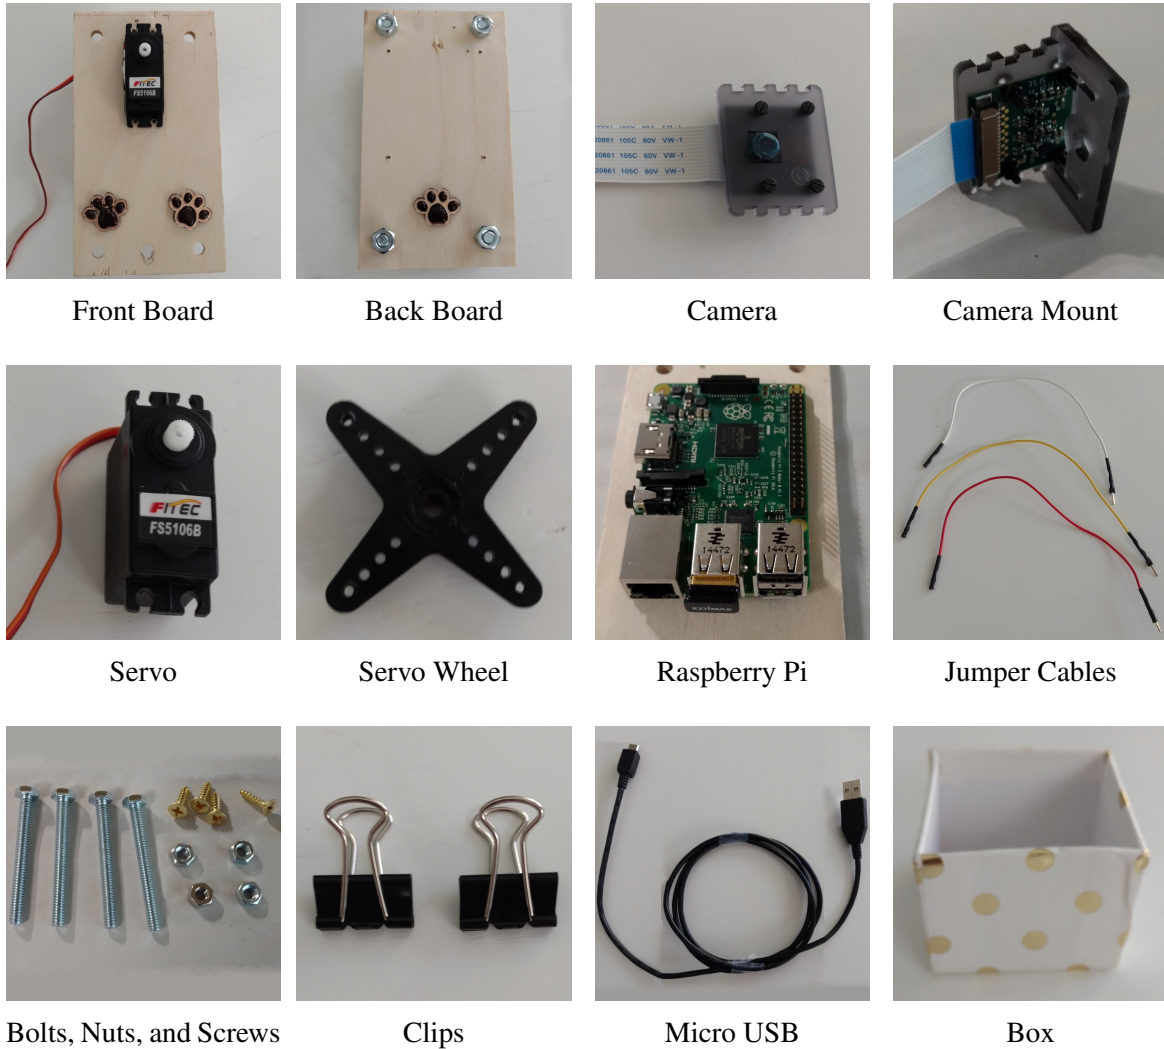 FITEC
FS5106B
20861 105C 60V VW-1
20861 105C 60V VW-1
20861 105C 60V VW-1
Front Board
Back Board
Camera
Camera Mount
FITEC
FS5106B
HDMI
14472
14472
EDIMAX
Servo
Servo Wheel
Raspberry Pi
Jumper Cables
Bolts, Nuts, and Screws
Clips
Micro USB
Box